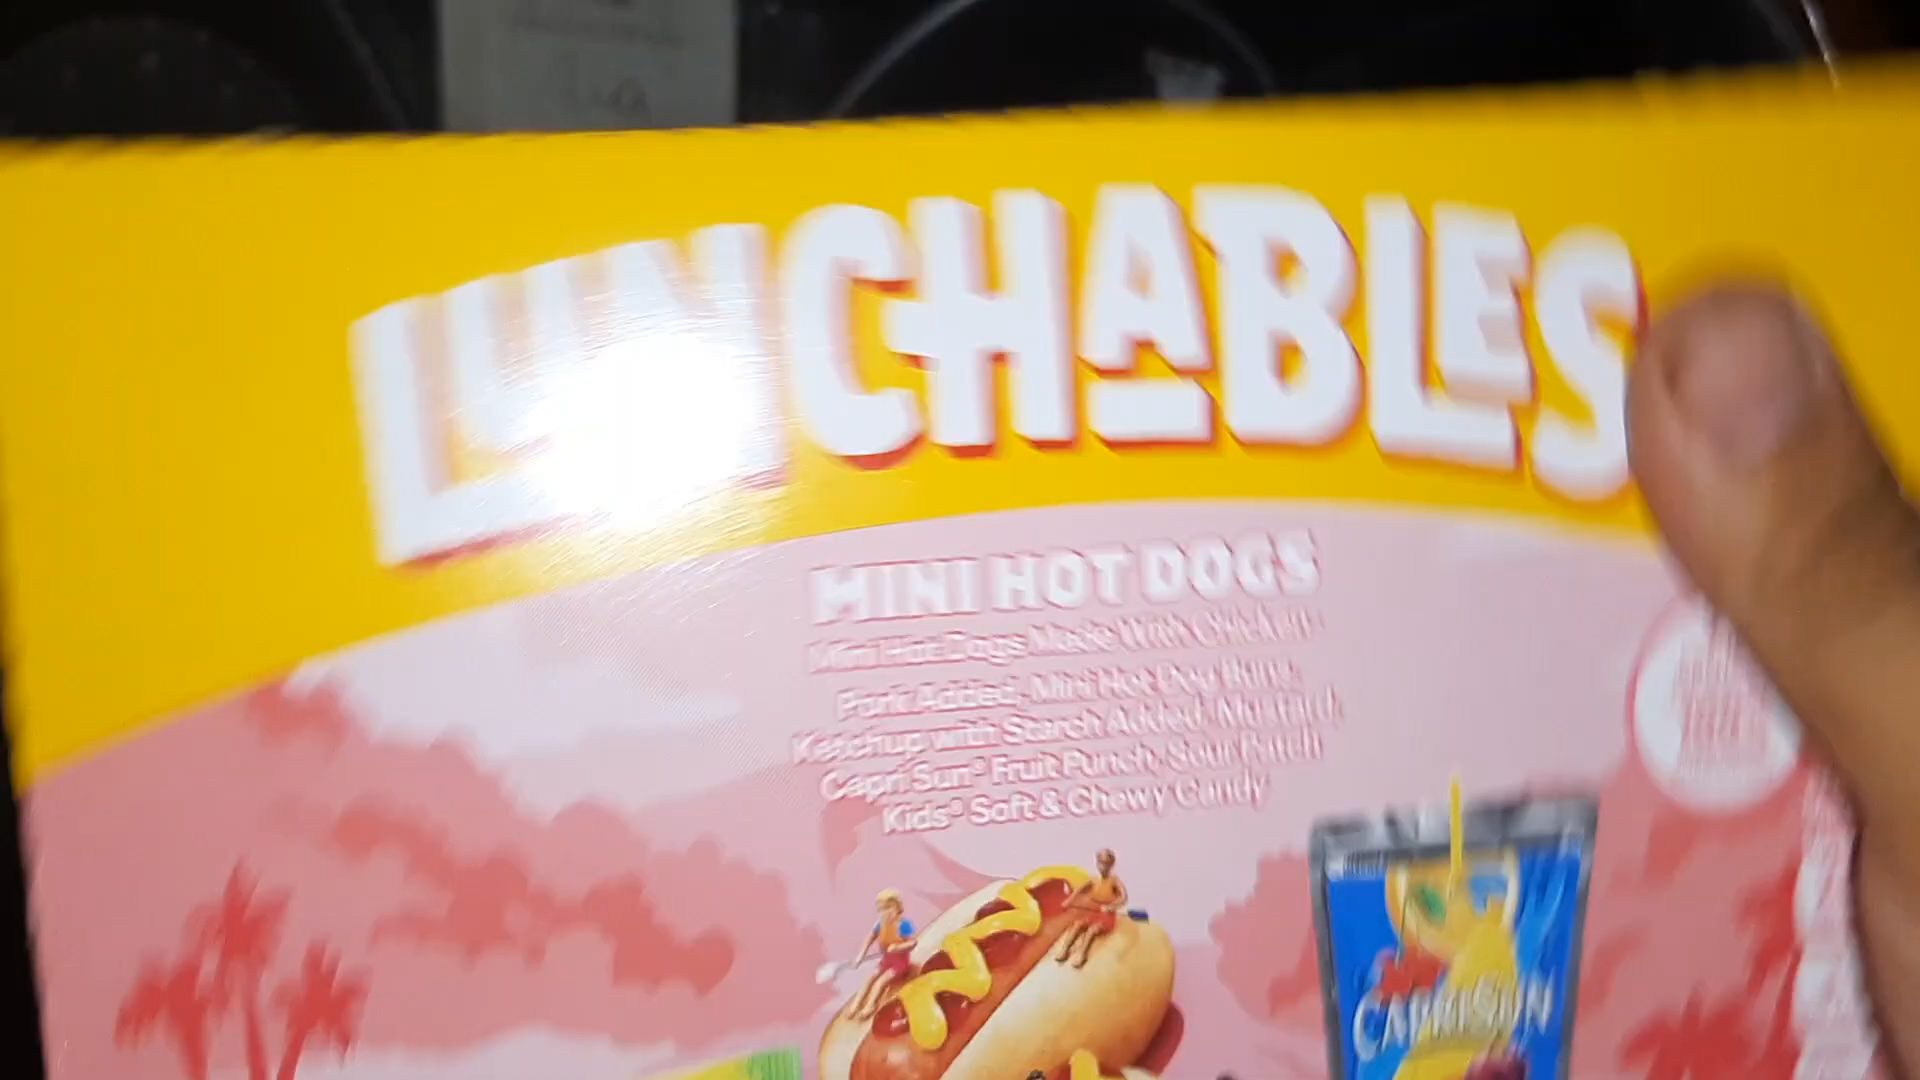 LUNCHABLES
MINI HOT DOGS
Mini Hot Dogs Made With Chicken,
Pork Added, Mini Hot Dog Buns,
Ketchup with Starch Added, Mustard,
Capri Sun® Fruit Punch, Sour Patch
Kids® Soft & Chewy Candy
CAPRISUN